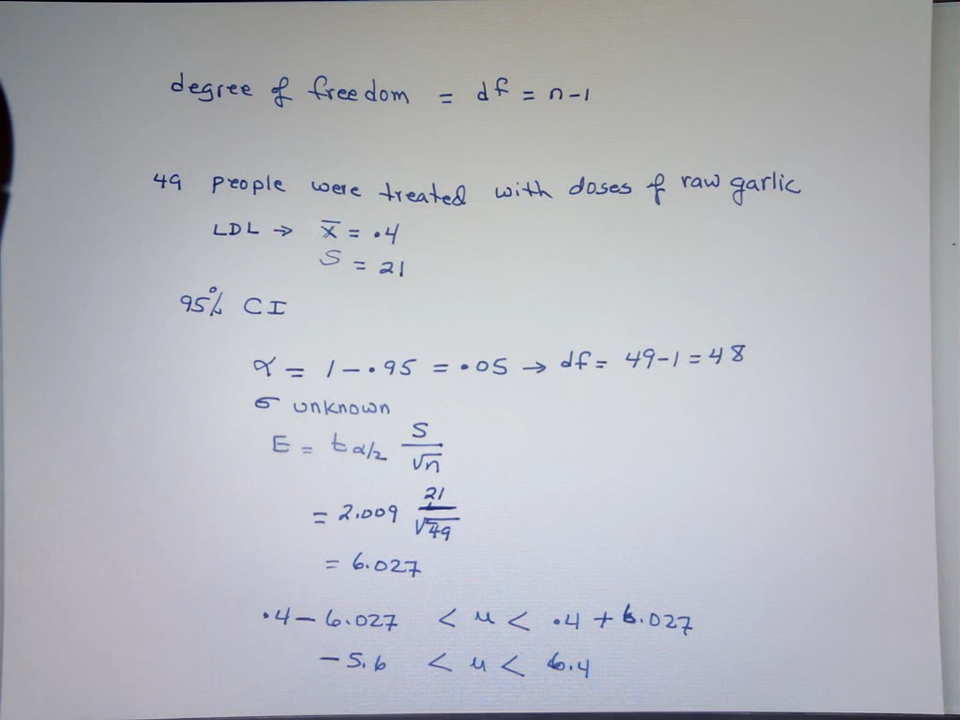 degree of freedom = df = n-1
49 people were treated with doses of raw garlic
LDL → x̄ = .4
S = 21
95% CI
α = 1 - .95 = .05 → df = 49-1 = 48
σ unknown
E = tα/2 S/√n
= 2.009 21/√49
= 6.027
.4 - 6.027 < μ < .4 + 6.027
-5.6 < μ < 6.4